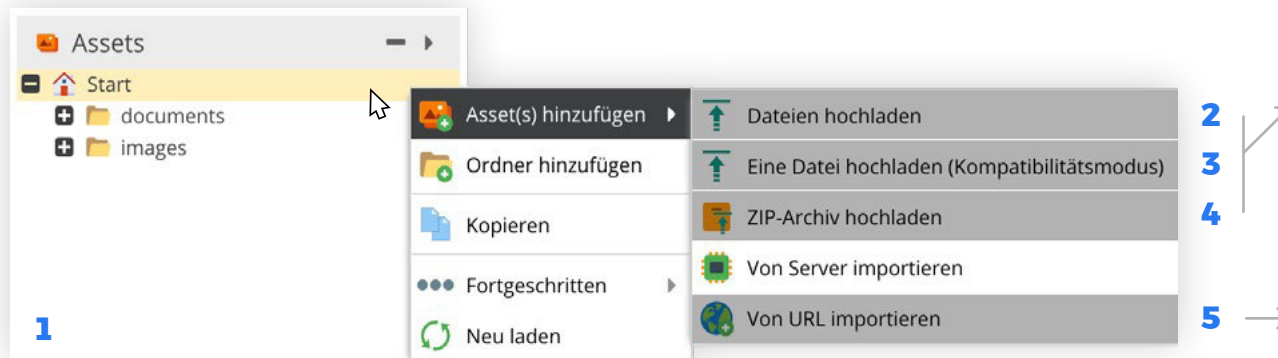 Assets
Start
documents
images
Asset(s) hinzufügen
Ordner hinzufügen
Kopieren
Fortgeschritten
Neu laden
Dateien hochladen
Eine Datei hochladen (Kompatibilitätsmodus)
ZIP-Archiv hochladen
Von Server importieren
Von URL importieren
1
2
3
4
5